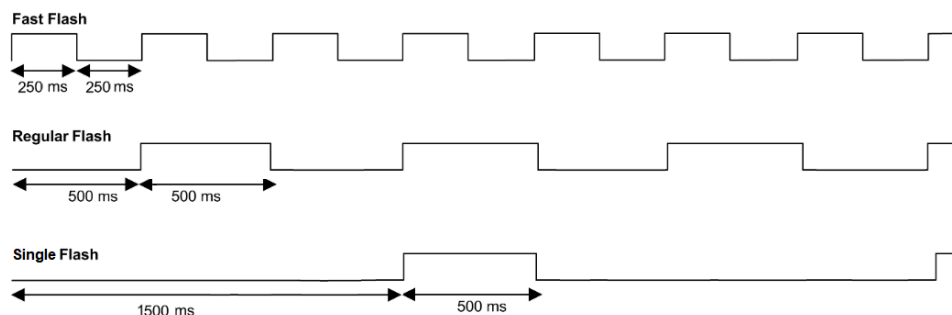 Fast Flash
250 ms 250 ms
Regular Flash
500 ms 500 ms
Single Flash
1500 ms 500 ms